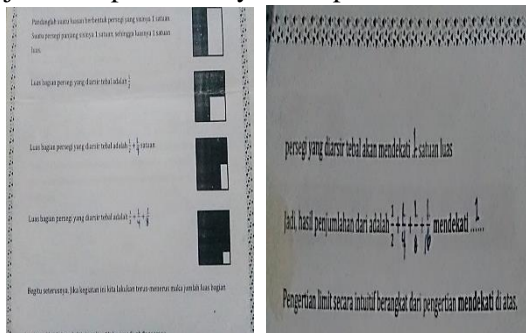 Pandanglah suatu luasan berbentuk persegi yang sisinya 1 satuan
Suatu persegi panjang sisinya 1 satuan, sehingga luasnya 1 satuan
luas.
Luas bagian persegi yang diarsir tebal adalah 1/2
Luas bagian persegi yang diarsir tebal adalah 1/2 + 1/4 satuan
Luas bagian persegi yang diarsir tebal adalah 1/2 + 1/4 + 1/8
Begitu seterusnya. Jika kegiatan ini kita lakukan terus-menerus maka jumlah luas bagian
persegi yang diarsir tebal akan mendekati 1 satuan luas
Jadi, hasil penjumlahan dari adalah 1/2 + 1/4 + 1/8 + 1/16 mendekati 1......
Pengertian limit secara intuitif berangkat dari pengertian mendekati di atas.